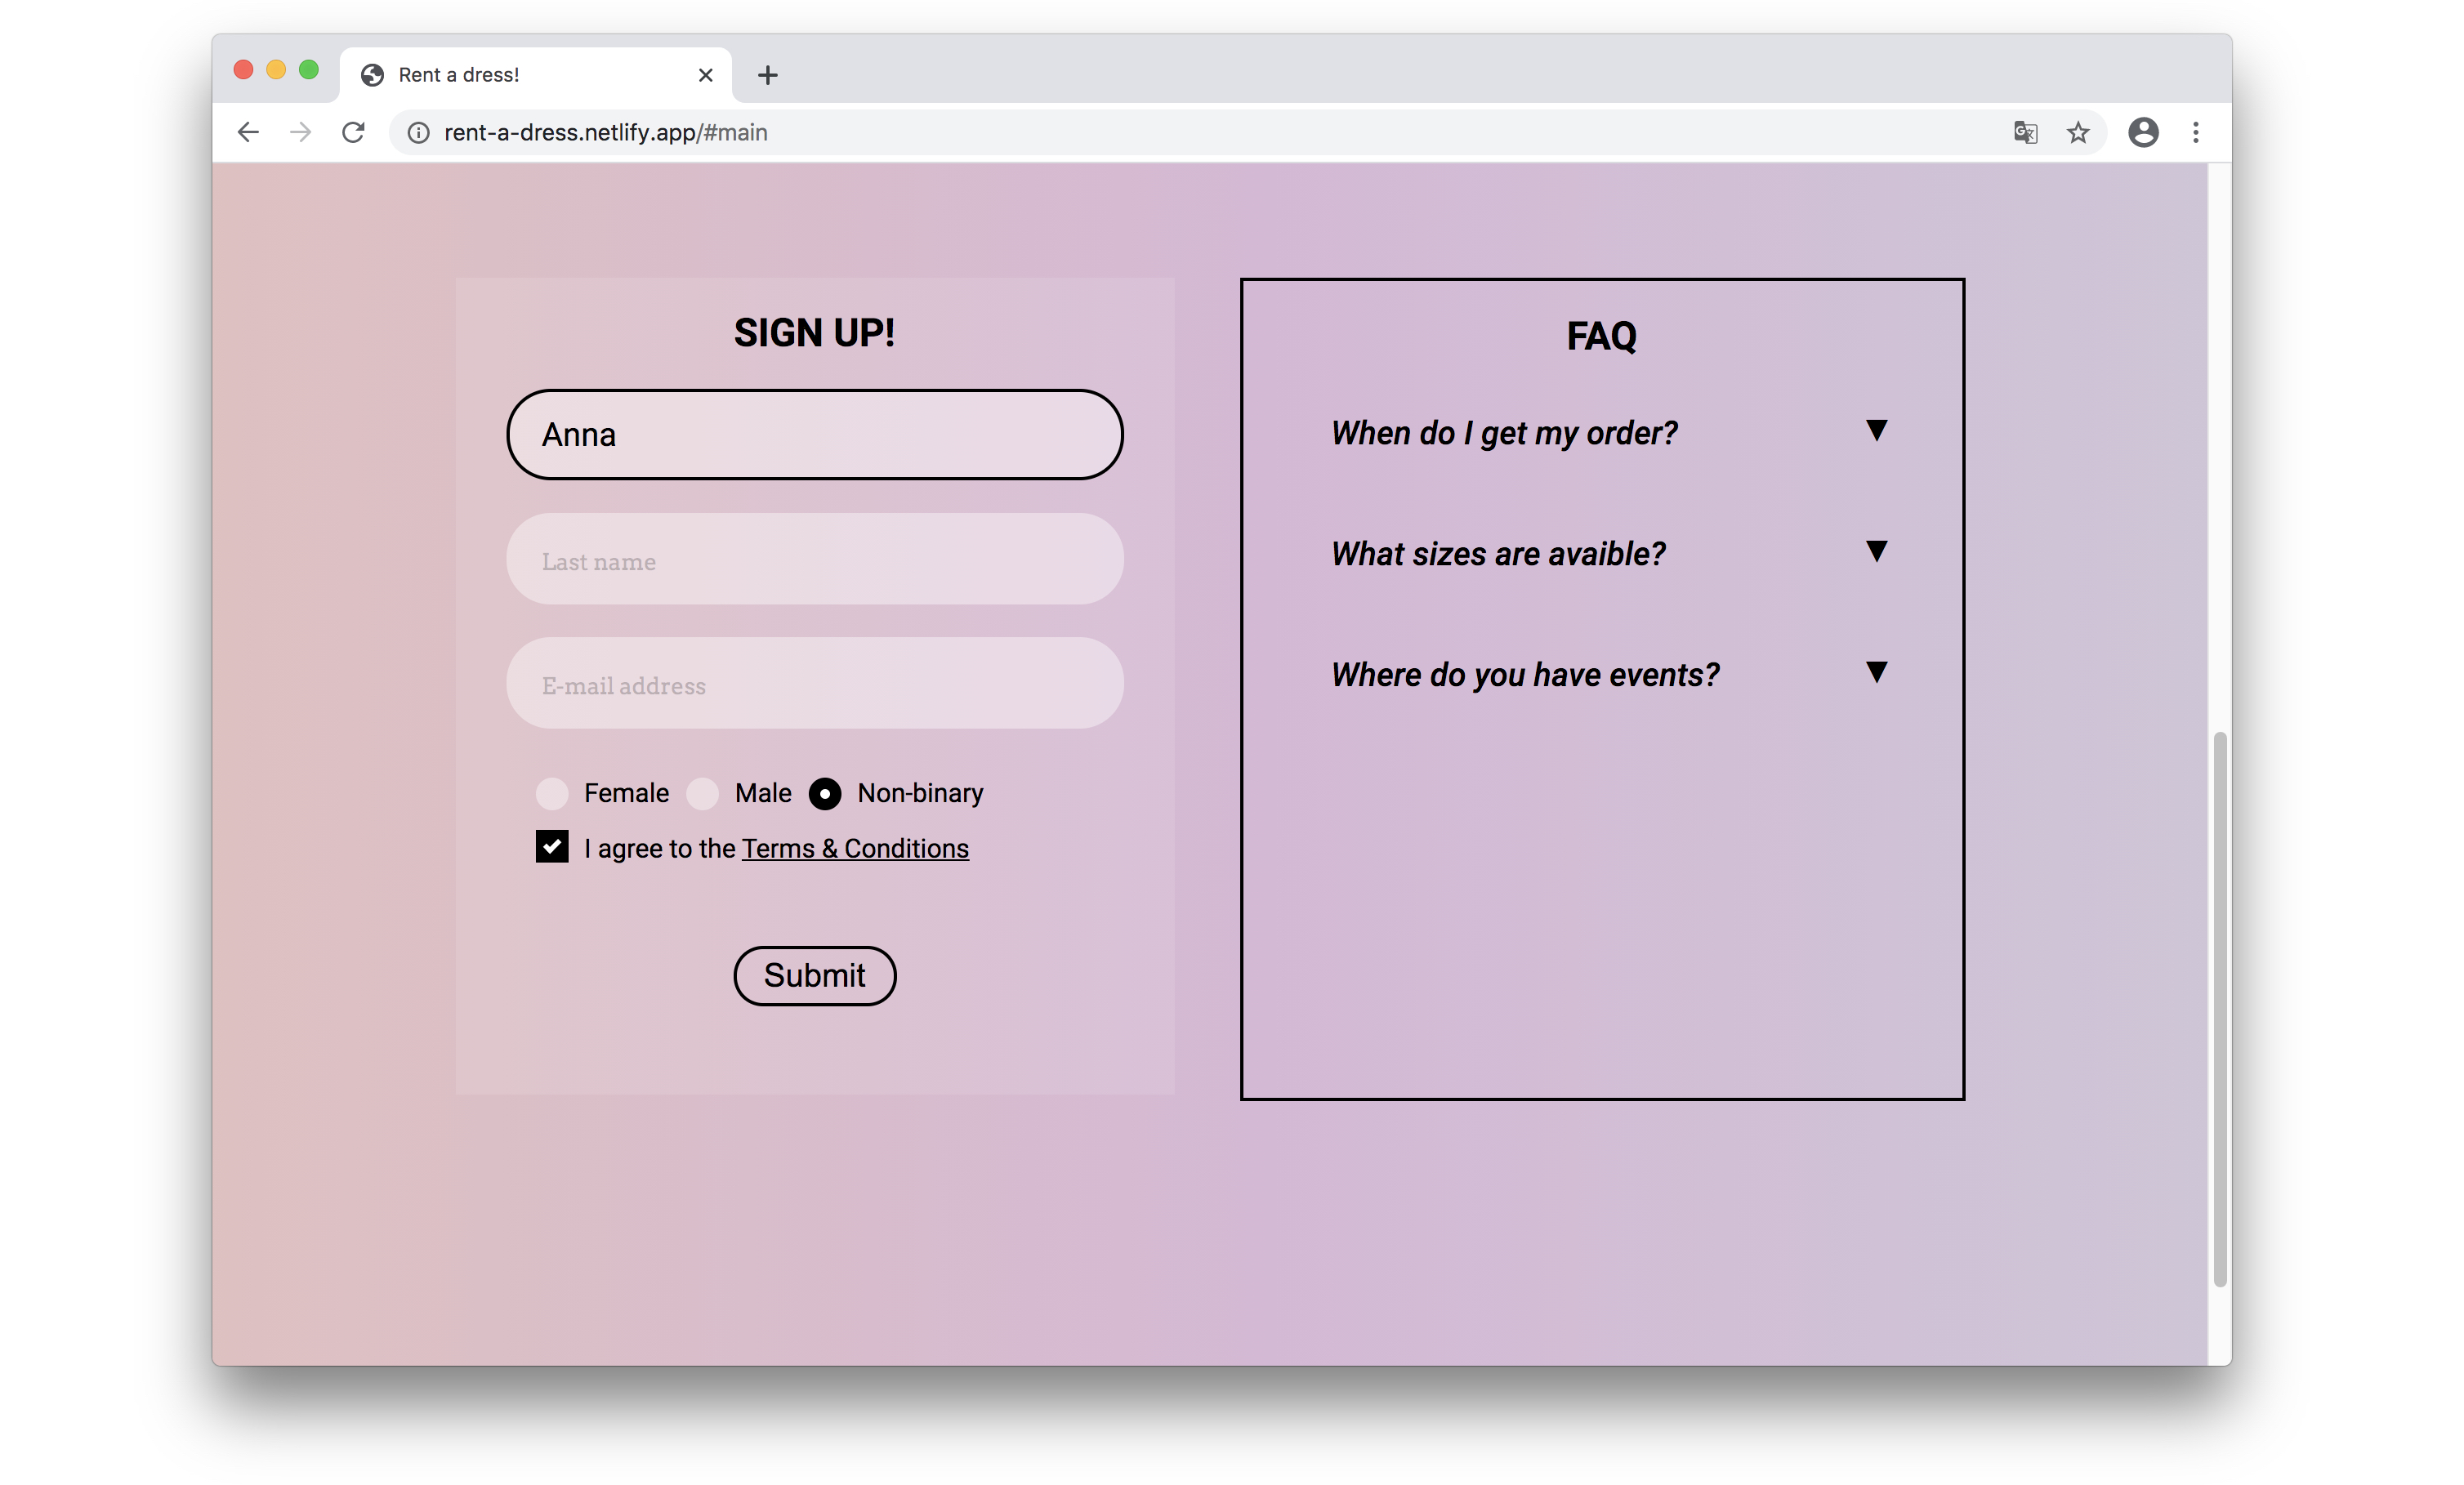 Rent a dress!
rent-a-dress.netlify.app/#main
SIGN UP!
Anna
Last name
E-mail address
Female Male Non-binary
I agree to the Terms & Conditions
Submit
FAQ
When do I get my order? ▼
What sizes are avaible? ▼
Where do you have events? ▼